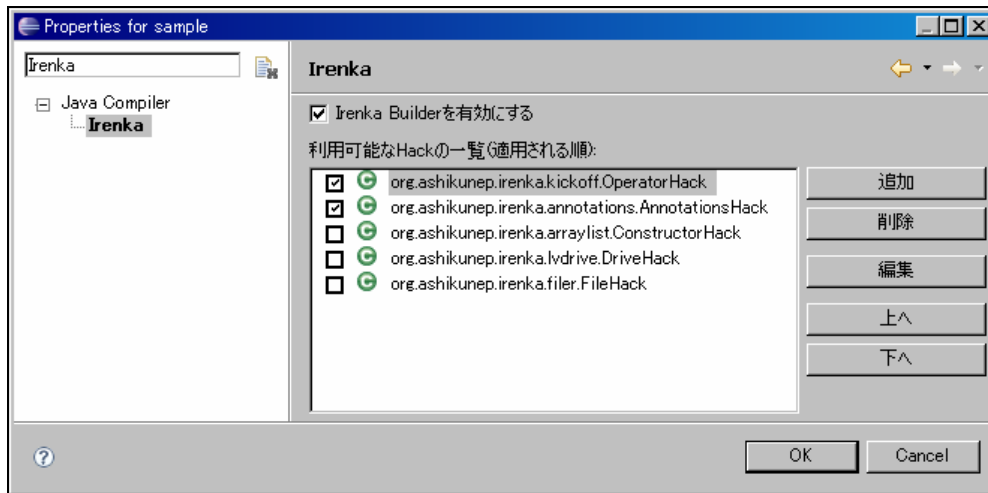 Properties for sample
Irenka
Irenka
Java Compiler
Irenka
Irenka Builderを有効にする
利用可能なHackの一覧(適用される順):
org.ashikunep.irenka.kickoff.OperatorHack
org.ashikunep.irenka.annotations.AnnotationsHack
org.ashikunep.irenka.arraylist.ConstructorHack
org.ashikunep.irenka.lvdrive.DriveHack
org.ashikunep.irenka.filer.FileHack
追加
削除
編集
上へ
下へ
OK
Cancel